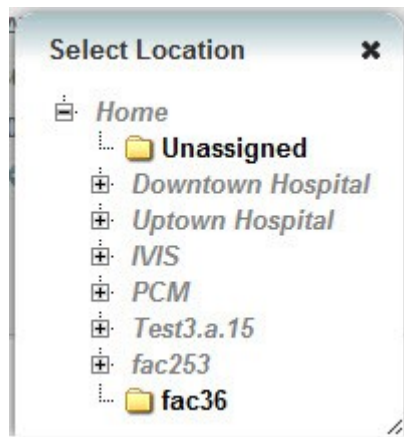 Select Location
Home
Unassigned
Downtown Hospital
Uptown Hospital
IVIS
PCM
Test3.a.15
fac253
fac36